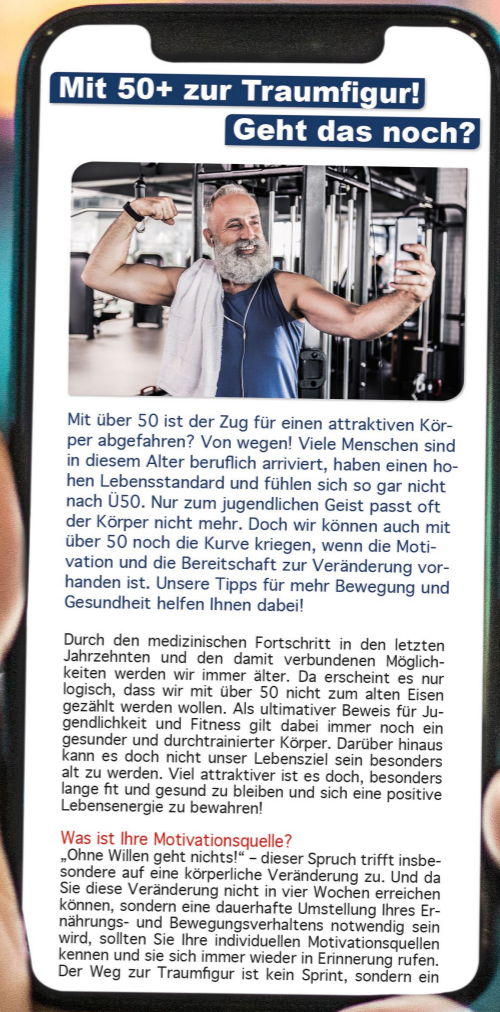 Mit 50+ zur Traumfigur!
Geht das noch?
Mit über 50 ist der Zug für einen attraktiven Kör-
per abgefahren? Von wegen! Viele Menschen sind
in diesem Alter beruflich arriviert, haben einen ho-
hen Lebensstandard und fühlen sich so gar nicht
nach Ü50. Nur zum jugendlichen Geist passt oft
der Körper nicht mehr. Doch wir können auch mit
über 50 noch die Kurve kriegen, wenn die Moti-
vation und die Bereitschaft zur Veränderung vor-
handen ist. Unsere Tipps für mehr Bewegung und
Gesundheit helfen Ihnen dabei!
Durch den medizinischen Fortschritt in den letzten
Jahrzehnten und den damit verbundenen Möglich-
keiten werden wir immer älter. Da erscheint es nur
logisch, dass wir mit über 50 nicht zum alten Eisen
gezählt werden wollen. Als ultimativer Beweis für Ju-
gendlichkeit und Fitness gilt dabei immer noch ein
gesunder und durchtrainierter Körper. Darüber hinaus
kann es doch nicht unser Lebensziel sein besonders
alt zu werden. Viel attraktiver ist es doch, besonders
lange fit und gesund zu bleiben und sich eine positive
Lebensenergie zu bewahren!
Was ist Ihre Motivationsquelle?
„Ohne Willen geht nichts!“ – dieser Spruch trifft insbe-
sondere auf eine körperliche Veränderung zu. Und da
Sie diese Veränderung nicht in vier Wochen erreichen
können, sondern eine dauerhafte Umstellung Ihres Er-
nährungs- und Bewegungsverhaltens notwendig sein
wird, sollten Sie Ihre individuellen Motivationsquellen
kennen und sie sich immer wieder in Erinnerung rufen.
Der Weg zur Traumfigur ist kein Sprint, sondern ein